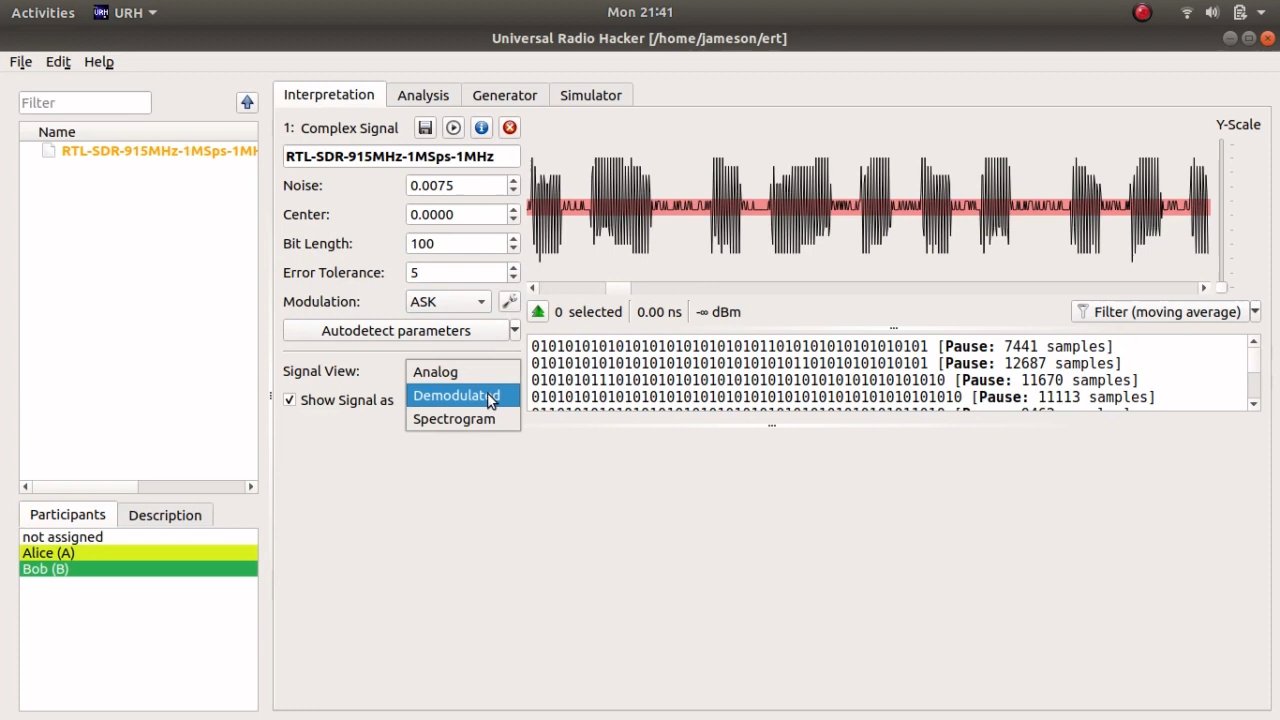 Activities URH Mon 21:41
Universal Radio Hacker [/home/jameson/ert]
File Edit Help
Filter
Name
RTL-SDR-915MHz-1MSps-1MH
Participants Description
not assigned
Alice (A)
Bob (B)
Interpretation Analysis Generator Simulator
1: Complex Signal
RTL-SDR-915MHz-1MSps-1MHz
Noise: 0.0075
Center: 0.0000
Bit Length: 100
Error Tolerance: 5
Modulation: ASK
Autodetect parameters
Signal View: Analog
Demodulated
Show Signal as
Spectrogram
Y-Scale
0 selected 0.00 ns -∞ dBm Filter (moving average)
01010101010101010101010101011010101010101010101 [Pause: 7441 samples]
01010101010101010101010101010101101010101010101 [Pause: 12687 samples]
0101010111010101010101010101010101010101010101010 [Pause: 11670 samples]
010101010101010101010101010101010101010101101010101 [Pause: 11113 samples]